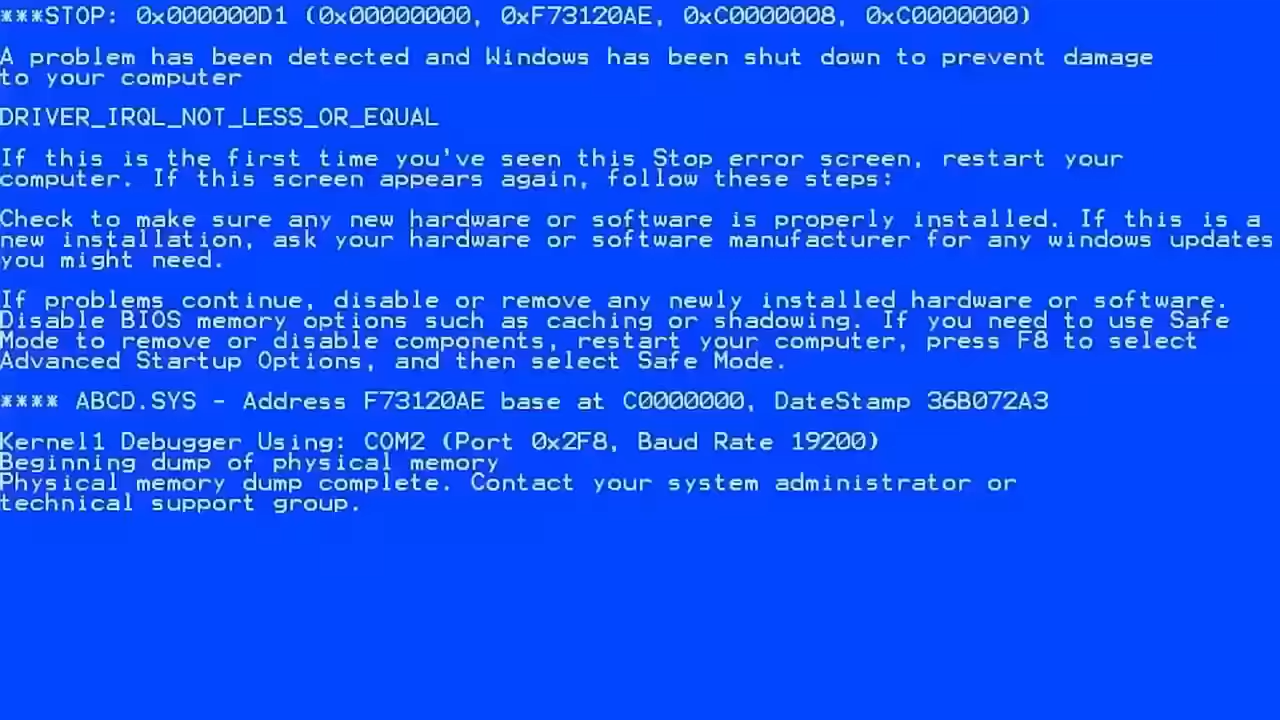 ***STOP: 0x000000D1 (0x00000000, 0xF73120AE, 0xC0000008, 0xC0000000)
A problem has been detected and Windows has been shut down to prevent damage
to your computer
DRIVER_IRQL_NOT_LESS_OR_EQUAL
If this is the first time you've seen this Stop error screen, restart your
computer. If this screen appears again, follow these steps:
Check to make sure any new hardware or software is properly installed. If this is a
new installation, ask your hardware or software manufacturer for any windows updates
you might need.
If problems continue, disable or remove any newly installed hardware or software.
Disable BIOS memory options such as caching or shadowing. If you need to use Safe
Mode to remove or disable components, restart your computer, press F8 to select
Advanced Startup Options, and then select Safe Mode.
**** ABCD.SYS - Address F73120AE base at C0000000, DateStamp 36B072A3
Kernel1 Debugger Using: COM2 (Port 0x2F8, Baud Rate 19200)
Beginning dump of physical memory
Physical memory dump complete. Contact your system administrator or
technical support group.